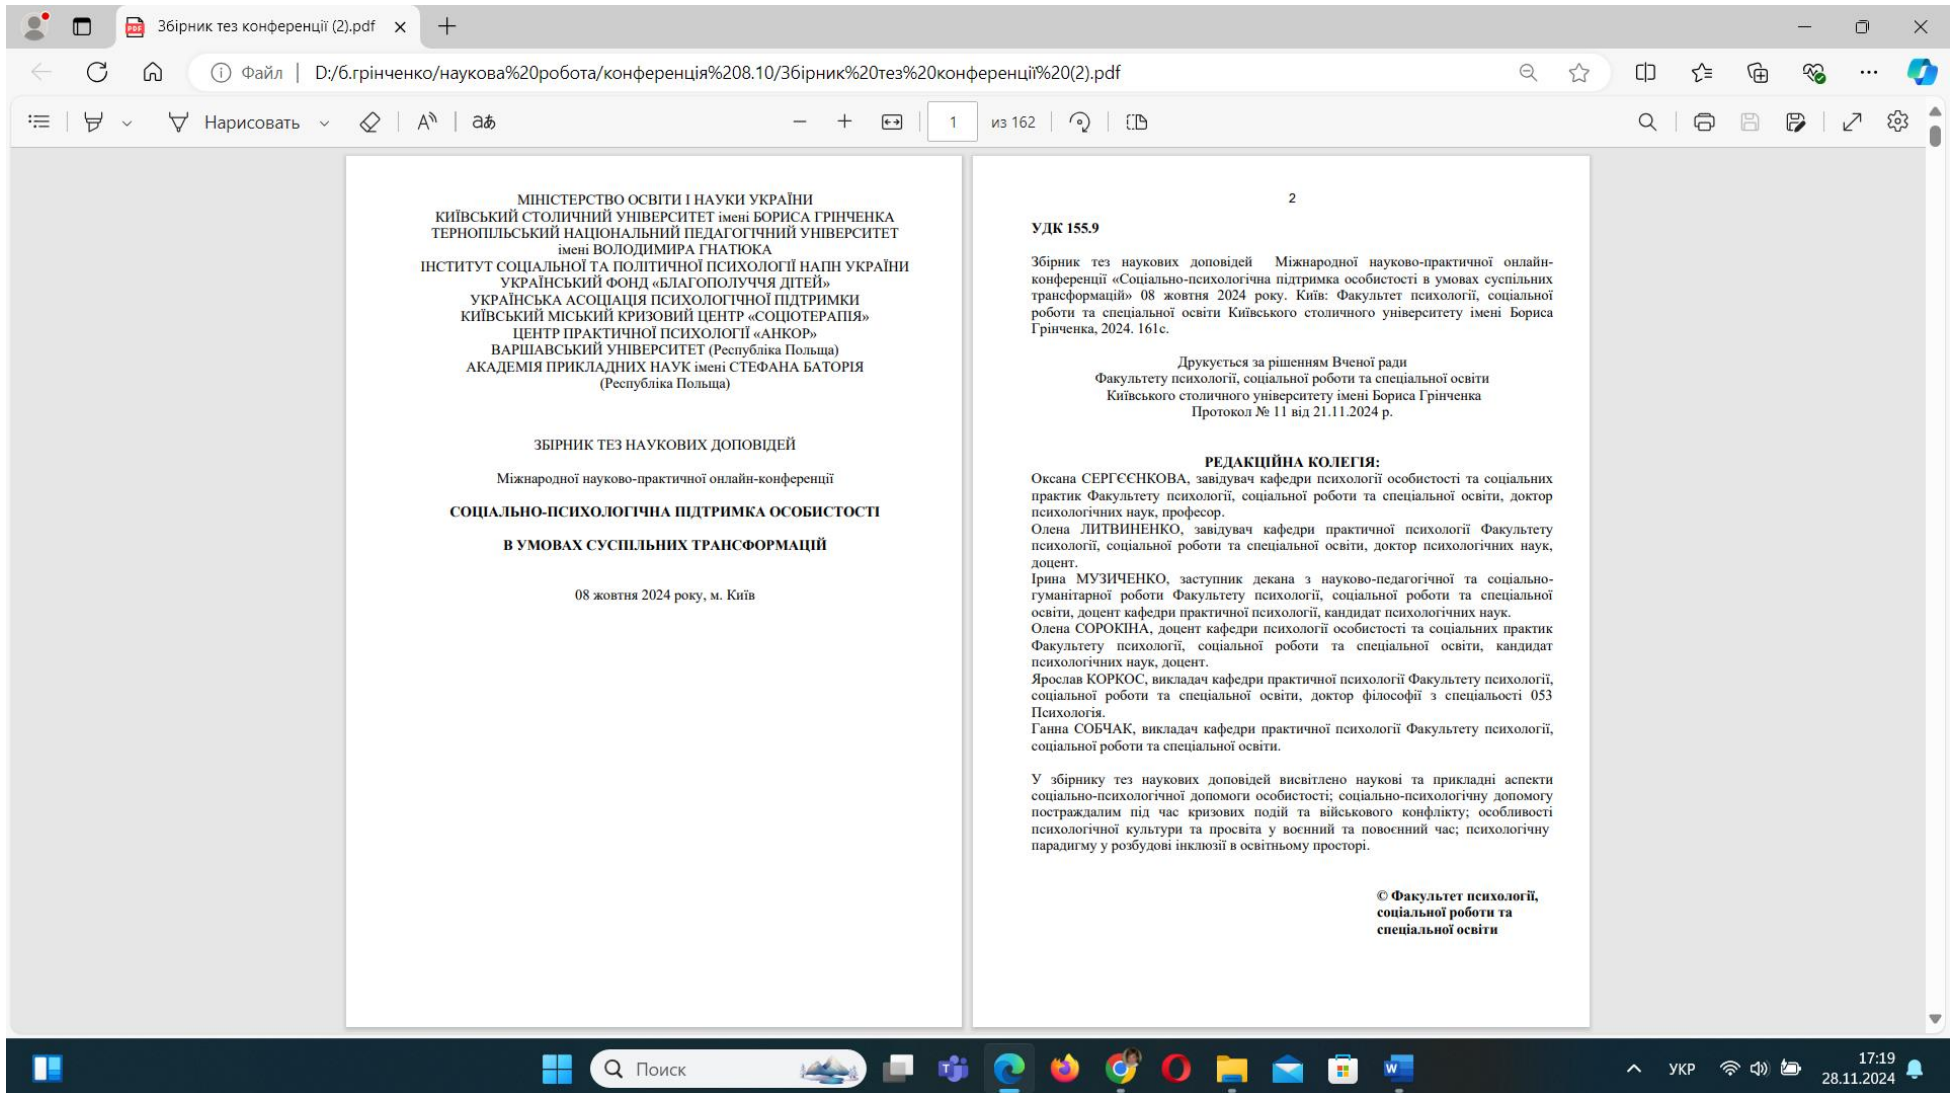 Збірник тез конференції (2).pdf
Файл
D:/б.грінченко/наукова%20робота/конференція%208.10/Збірник%20тез%20конференції%20(2).pdf
Нарисовать
1
из 162
МІНІСТЕРСТВО ОСВІТИ І НАУКИ УКРАЇНИ
КИЇВСЬКИЙ СТОЛИЧНИЙ УНІВЕРСИТЕТ імені БОРИСА ГРІНЧЕНКА
ТЕРНОПІЛЬСЬКИЙ НАЦІОНАЛЬНИЙ ПЕДАГОГІЧНИЙ УНІВЕРСИТЕТ
імені ВОЛОДИМИРА ГНАТЮКА
ІНСТИТУТ СОЦІАЛЬНОЇ ТА ПОЛІТИЧНОЇ ПСИХОЛОГІЇ НАПН УКРАЇНИ
УКРАЇНСЬКИЙ ФОНД «БЛАГОПОЛУЧЧЯ ДІТЕЙ»
УКРАЇНСЬКА АСОЦІАЦІЯ ПСИХОЛОГІЧНОЇ ПІДТРИМКИ
КИЇВСЬКИЙ МІСЬКИЙ КРИЗОВИЙ ЦЕНТР «СОЦІОТЕРАПІЯ»
ЦЕНТР ПРАКТИЧНОЇ ПСИХОЛОГІЇ «АНКОР»
ВАРШАВСЬКИЙ УНІВЕРСИТЕТ (Республіка Польща)
АКАДЕМІЯ ПРИКЛАДНИХ НАУК імені СТЕФАНА БАТОРІЯ
(Республіка Польща)
ЗБІРНИК ТЕЗ НАУКОВИХ ДОПОВІДЕЙ
Міжнародної науково-практичної онлайн-конференції
СОЦІАЛЬНО-ПСИХОЛОГІЧНА ПІДТРИМКА ОСОБИСТОСТІ
В УМОВАХ СУСПІЛЬНИХ ТРАНСФОРМАЦІЙ
08 жовтня 2024 року, м. Київ
2
УДК 155.9
Збірник тез наукових доповідей Міжнародної науково-практичної онлайн-
конференції «Соціально-психологічна підтримка особистості в умовах суспільних
трансформацій» 08 жовтня 2024 року. Київ: Факультет психології, соціальної
роботи та спеціальної освіти Київського столичного університету імені Бориса
Грінченка, 2024. 161с.
Друкується за рішенням Вченої ради
Факультету психології, соціальної роботи та спеціальної освіти
Київського столичного університету імені Бориса Грінченка
Протокол № 11 від 21.11.2024 р.
РЕДАКЦІЙНА КОЛЕГІЯ:
Оксана СЕРГЄЄНКОВА, завідувач кафедри психології особистості та соціальних
практик Факультету психології, соціальної роботи та спеціальної освіти, доктор
психологічних наук, професор.
Олена ЛИТВИНЕНКО, завідувач кафедри практичної психології Факультету
психології, соціальної роботи та спеціальної освіти, доктор психологічних наук,
доцент.
Ірина МУЗИЧЕНКО, заступник декана з науково-педагогічної та соціально-
гуманітарної роботи Факультету психології, соціальної роботи та спеціальної
освіти, доцент кафедри практичної психології, кандидат психологічних наук.
Олена СОРОКІНА, доцент кафедри психології особистості та соціальних практик
Факультету психології, соціальної роботи та спеціальної освіти, кандидат
психологічних наук, доцент.
Ярослав КОРКОС, викладач кафедри практичної психології Факультету психології,
соціальної роботи та спеціальної освіти, доктор філософії з спеціальості 053
Психологія.
Ганна СОБЧАК, викладач кафедри практичної психології Факультету психології,
соціальної роботи та спеціальної освіти.
У збірнику тез наукових доповідей висвітлено наукові та прикладні аспекти
соціально-психологічної допомоги особистості; соціально-психологічну допомогу
постраждалим під час кризових подій та військового конфлікту; особливості
психологічної культури та просвіта у воєнний та повоєнний час; психологічну
парадигму у розбудові інклюзії в освітньому просторі.
© Факультет психології,
соціальної роботи та
спеціальної освіти
Поиск
УКР
17:19
28.11.2024